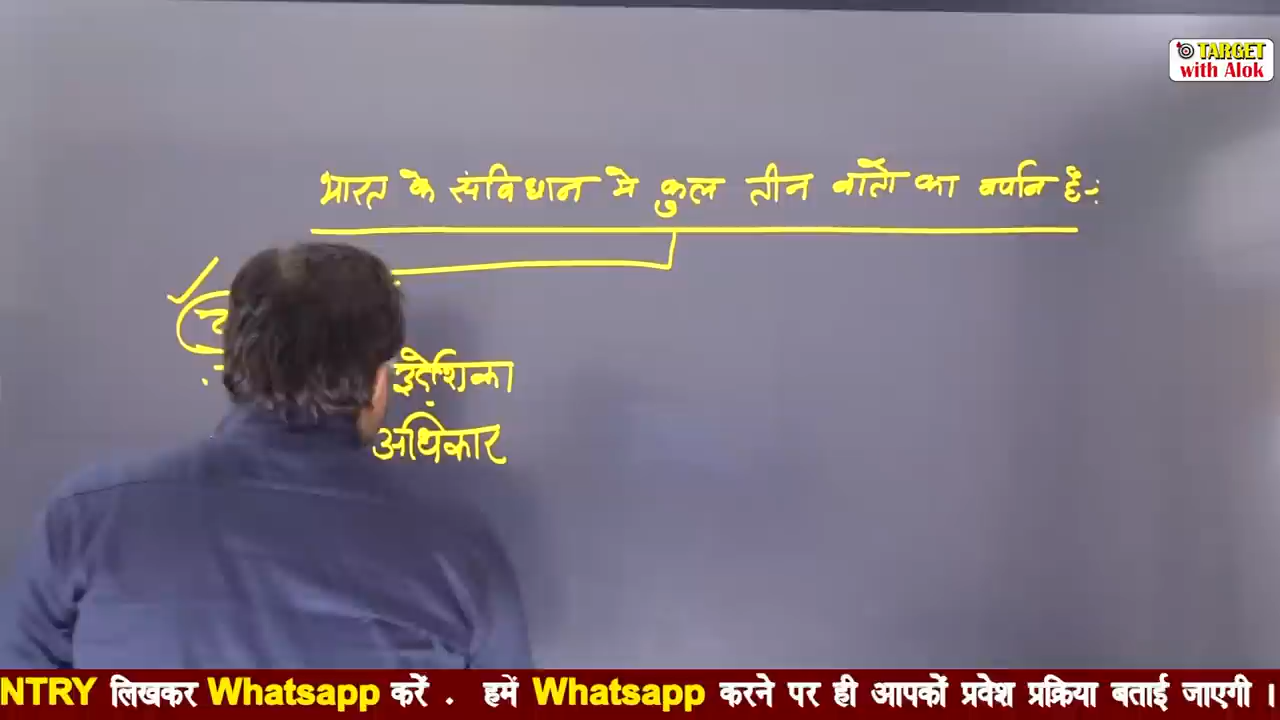 TARGET
with Alok
भारत के संविधान मे कुल तीन बातों का वर्णन हैं-:
उद्देशिका
अधिकार
NTRY लिखकर Whatsapp करें . हमें Whatsapp करने पर ही आपकों प्रवेश प्रक्रिया बताई जाएगी ।